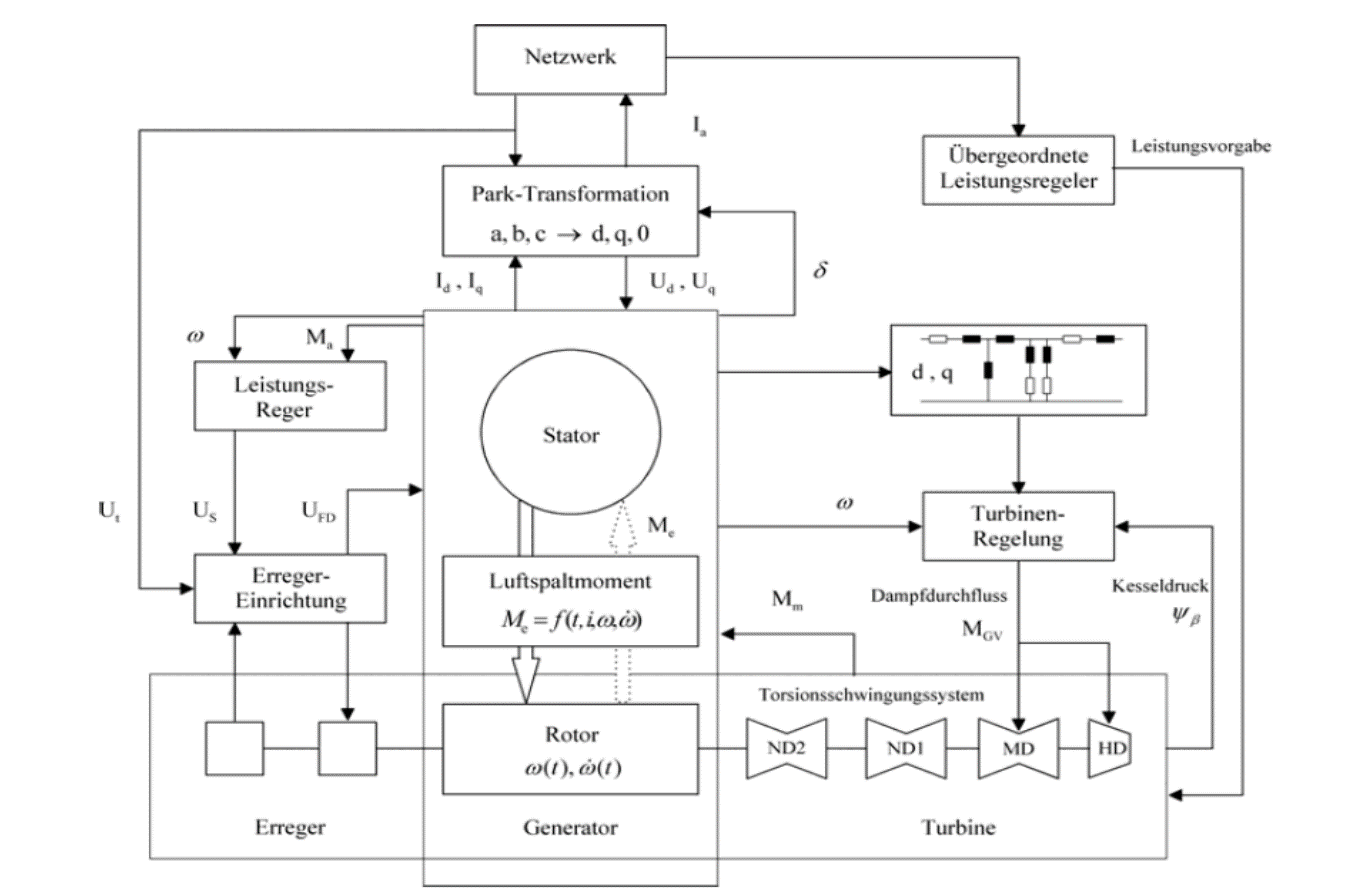 Netzwerk
I_a
Übergeordnete
Leistungsregeler
Leistungsvorgabe
Park-Transformation
a, b, c → d, q, 0
I_d , I_q
U_d , U_q
δ
ω
M_a
Leistungs-
Reger
d , q
Stator
U_t
U_S
U_FD
M_e
ω
Turbinen-
Regelung
Erreger-
Einrichtung
Luftspaltmoment
M_e = f(t,i,ω,ω̇)
M_m
Dampfdurchfluss
M_GV
Kesseldruck
ψ_β
Torsionsschwingungssystem
Rotor
ω(t), ω̇(t)
ND2
ND1
MD
HD
Erreger
Generator
Turbine